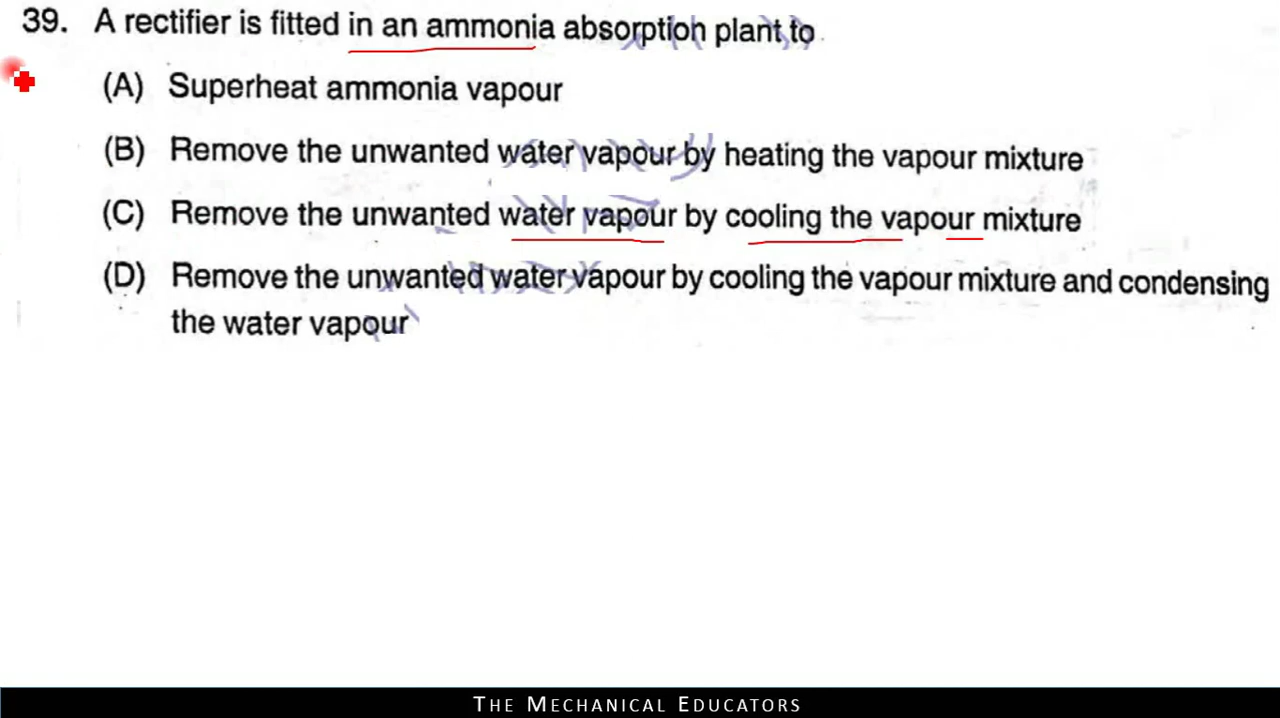 39. A rectifier is fitted in an ammonia absorption plant to
(A) Superheat ammonia vapour
(B) Remove the unwanted water vapour by heating the vapour mixture
(C) Remove the unwanted water vapour by cooling the vapour mixture
(D) Remove the unwanted water vapour by cooling the vapour mixture and condensing
the water vapour
THE MECHANICAL EDUCATORS